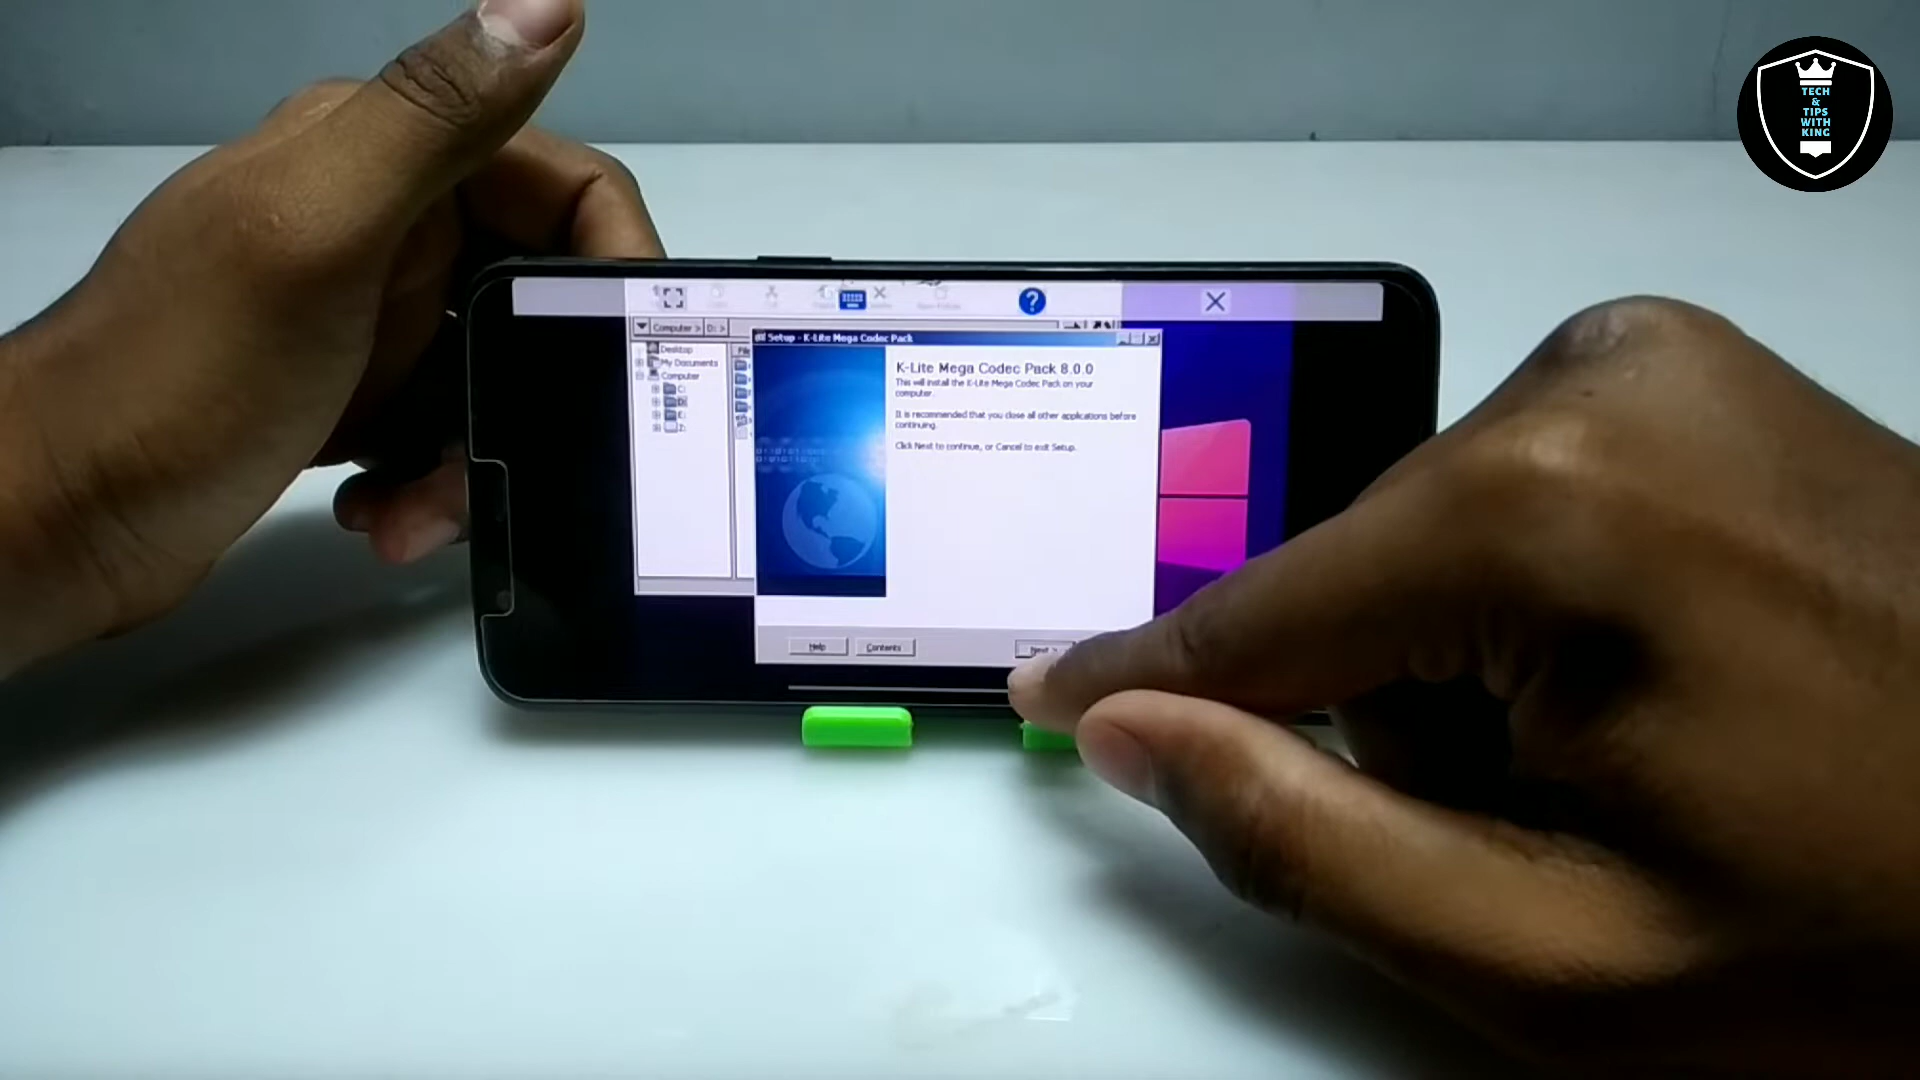 TECH
&
TIPS
WITH
KING
?
Computer > D: >
Setup - K-Lite Mega Codec Pack
Desktop
My Documents
Computer
C:
D:
E:
Z:
K-Lite Mega Codec Pack 8.0.0
This will install the K-Lite Mega Codec Pack on your
computer.
It is recommended that you close all other applications before
continuing.
Click Next to continue, or Cancel to exit Setup.
Help
Contents
Next >